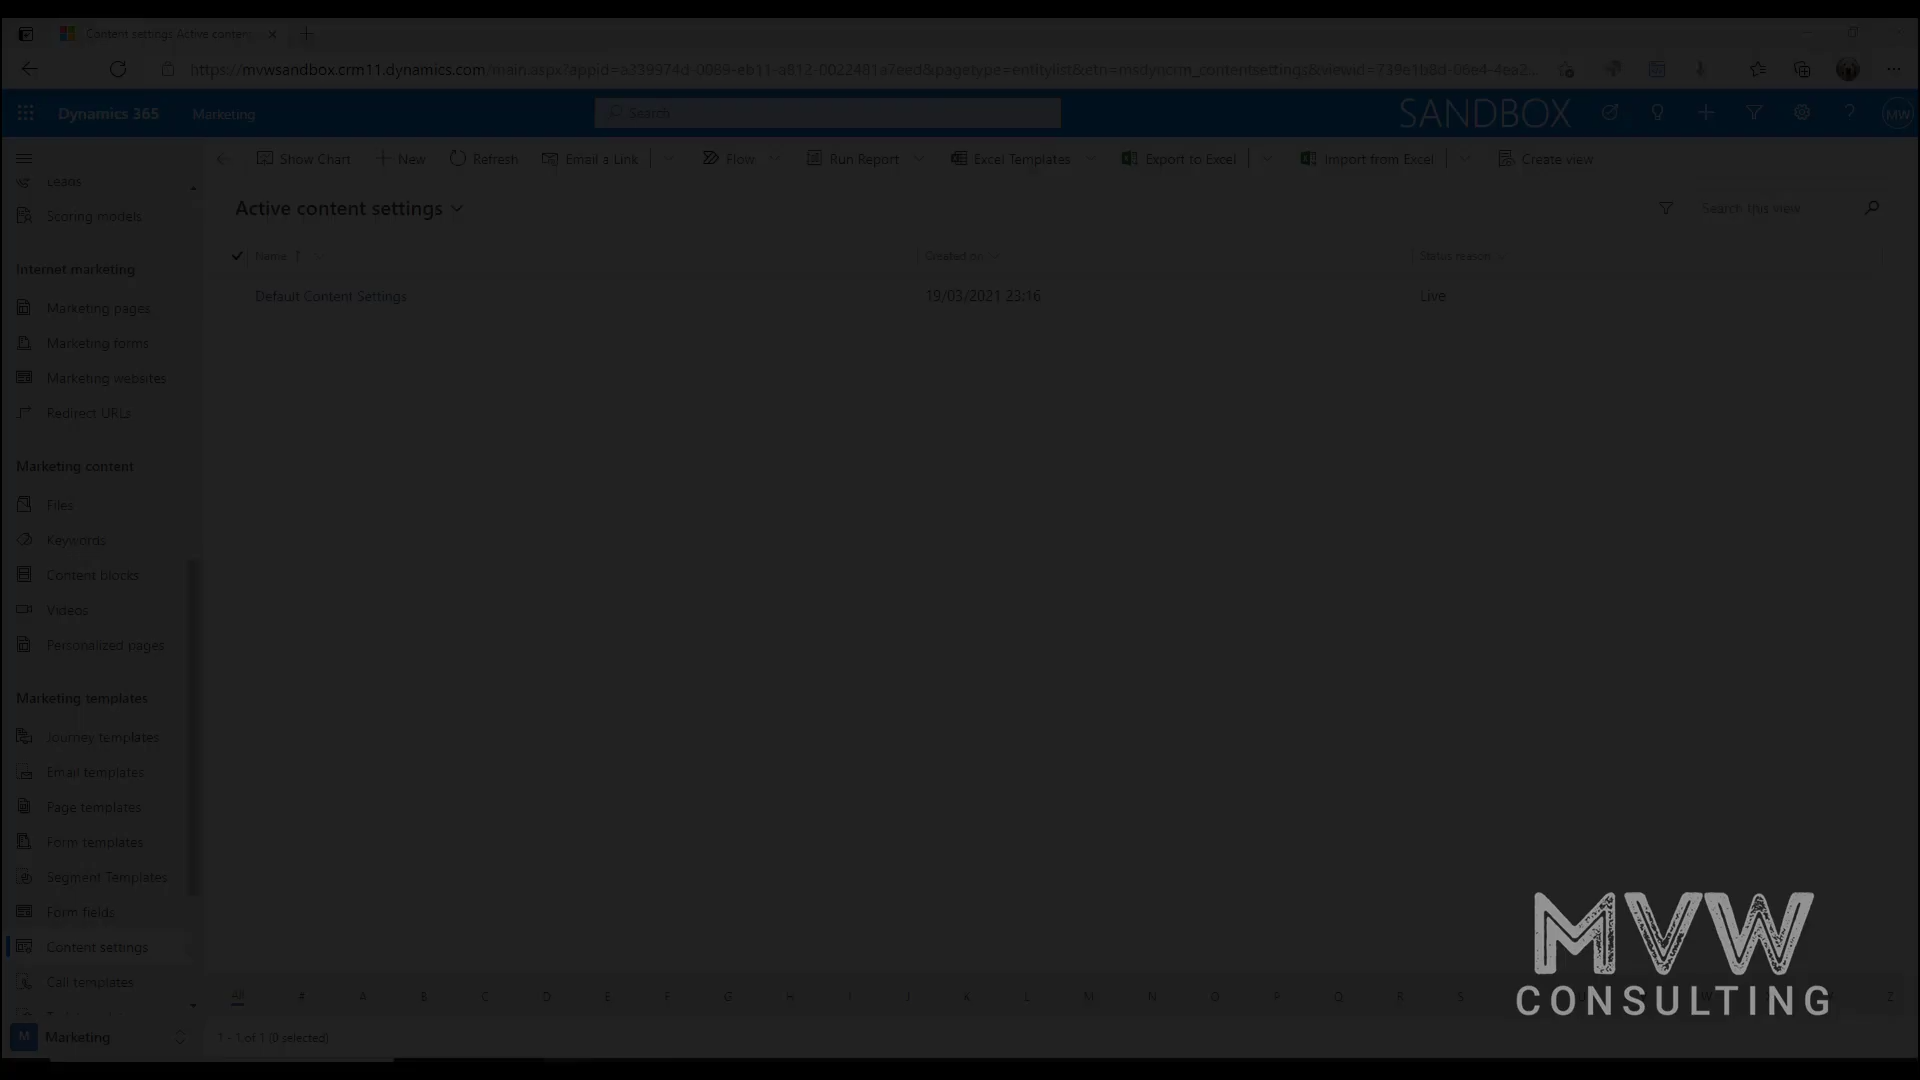 Content settings Active conten
https://mvwsandbox.crm11.dynamics.com/main.aspx?appid=a339974d-0088-eb11-a812-0022481a7eed&pagetype=entitylist&etn=msdyncrm_contentsettings&viewid=739e1b8d-06e4-4ea2...
Dynamics 365
Marketing
Search
SANDBOX
MW
Show Chart
New
Refresh
Email a Link
Flow
Run Report
Excel Templates
Export to Excel
Import from Excel
Create view
Leads
Scoring models
Internet marketing
Marketing pages
Marketing forms
Marketing websites
Redirect URLs
Marketing content
Files
Keywords
Content blocks
Videos
Personalized pages
Marketing templates
Journey templates
Email templates
Page templates
Form templates
Segment Templates
Form fields
Content settings
Call templates
M Marketing
Active content settings
Search this view
Name Created on Status reason
Default Content Settings 19/03/2021 23:16 Live
All # A B C D E F G H I J K L M N O P Q R S U W Z
1 - 1 of 1 (0 selected)
MVW
CONSULTING